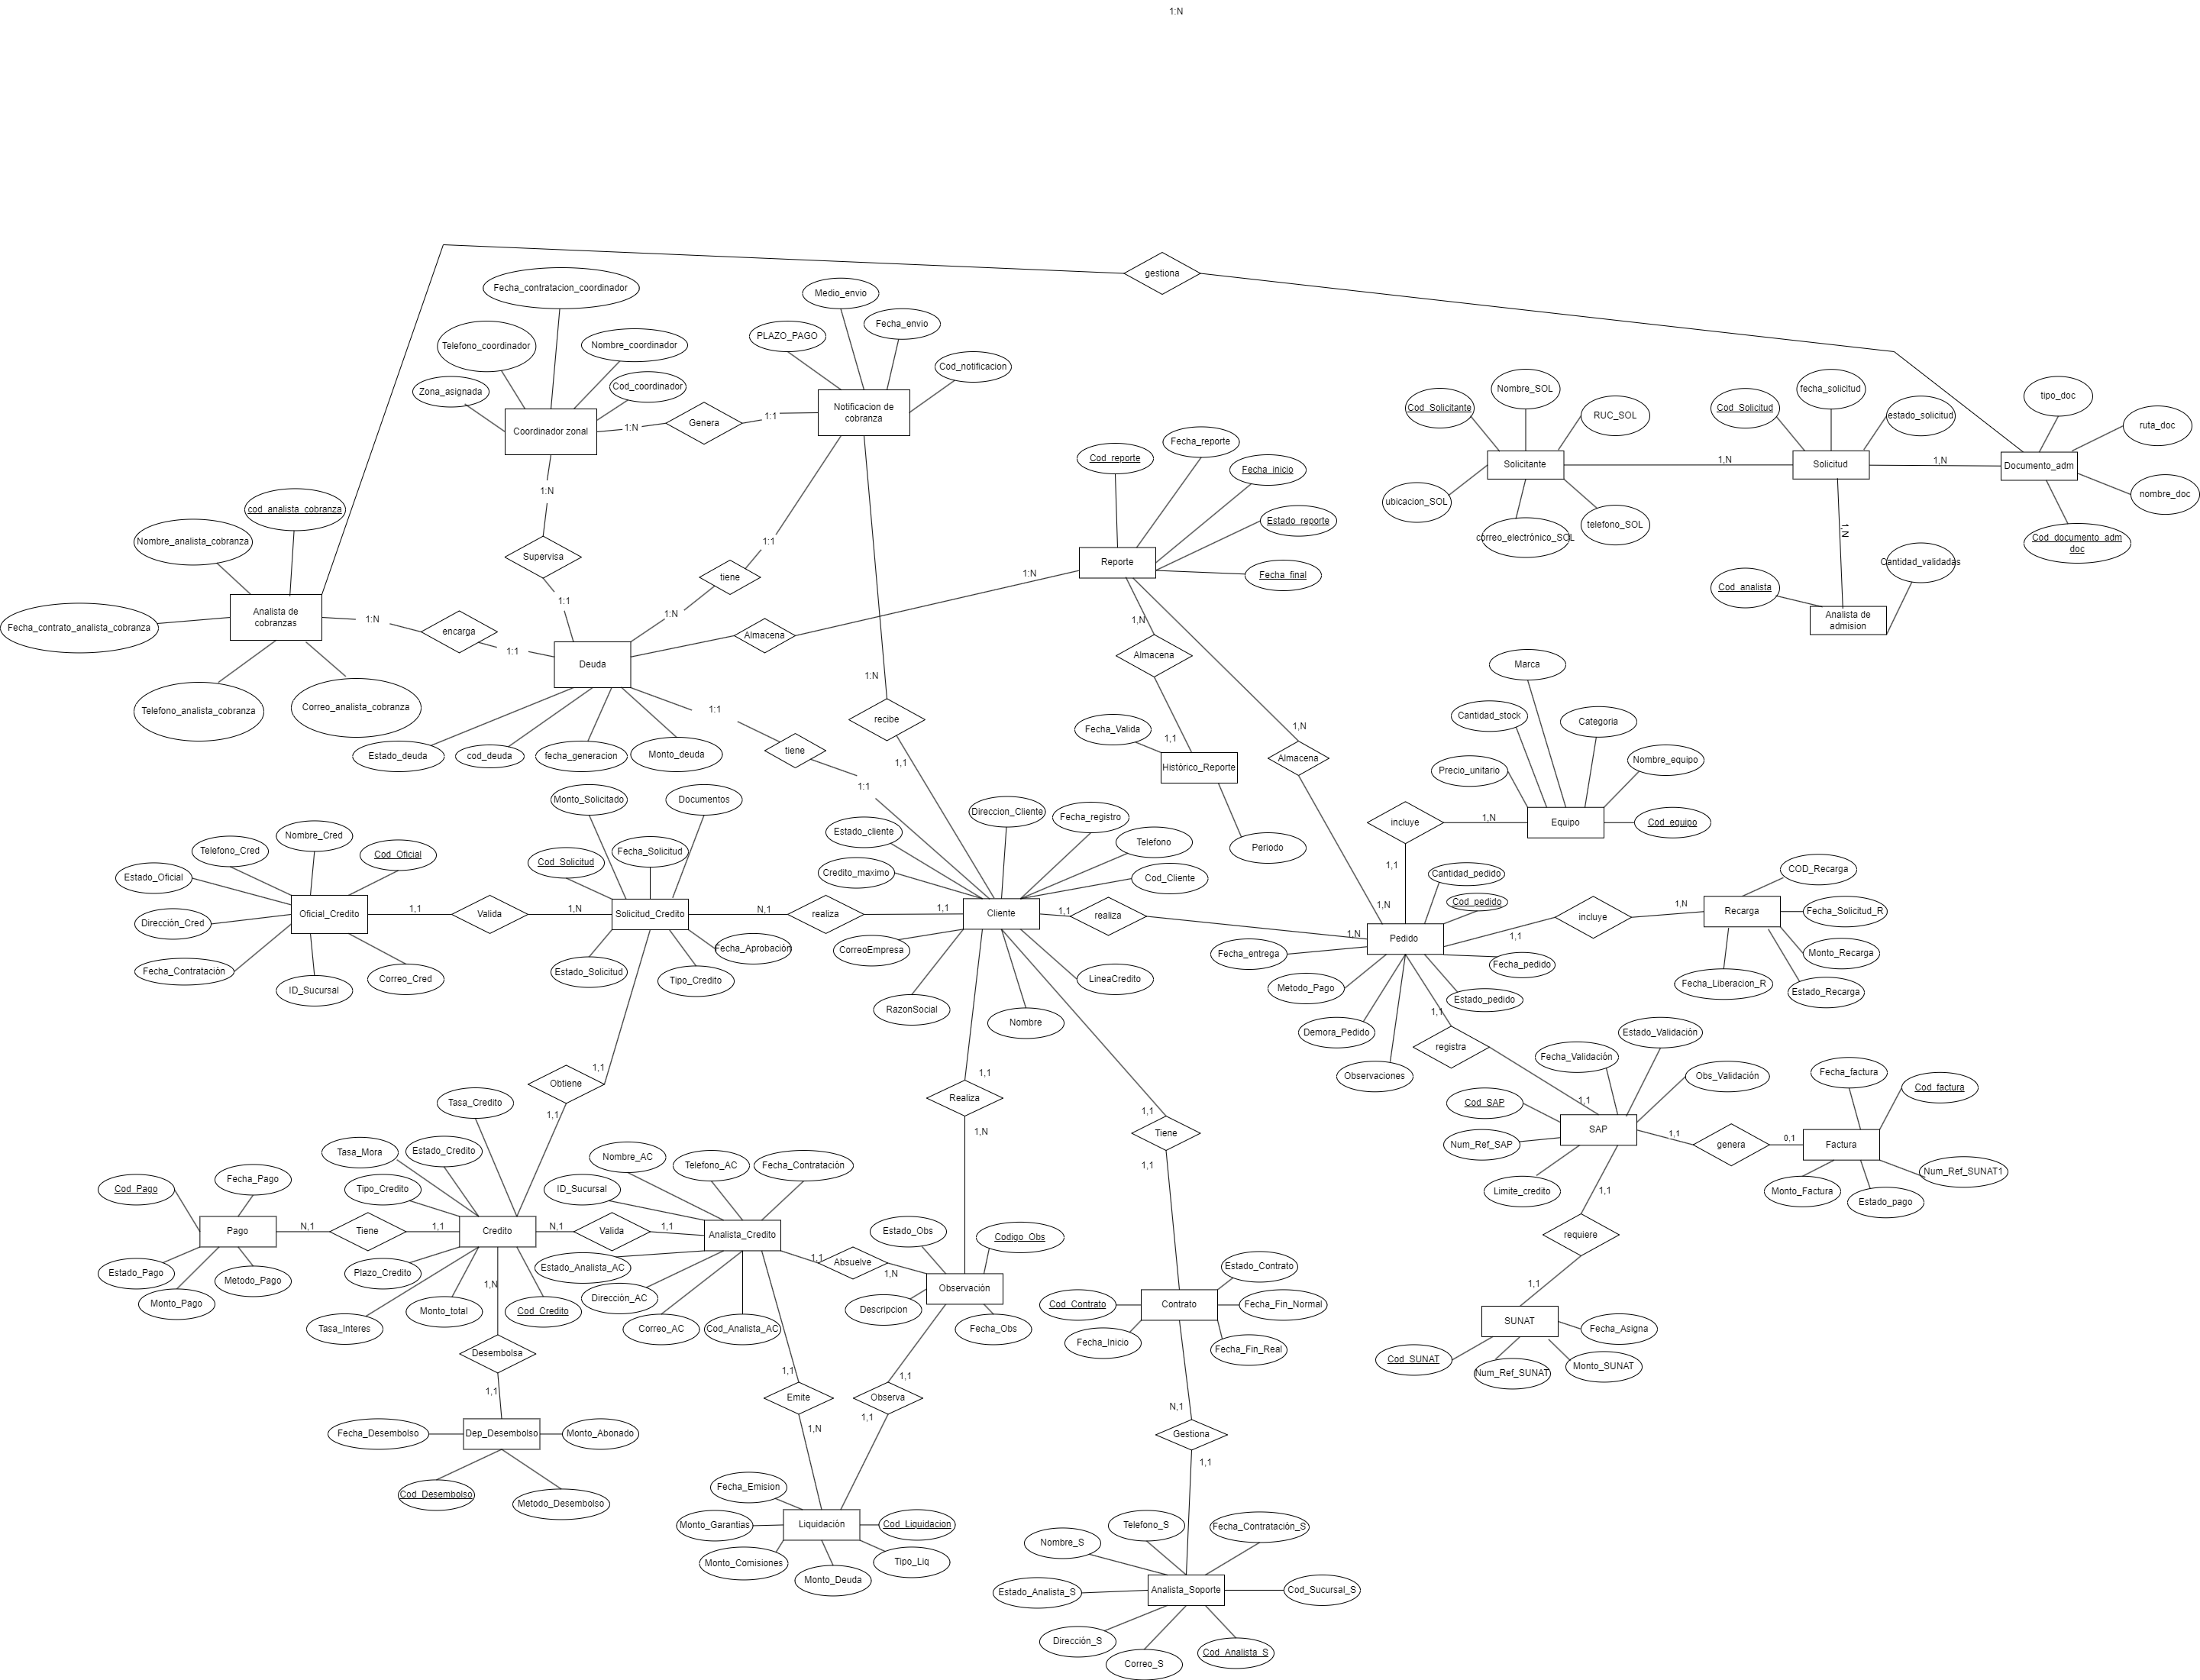 1:N
gestiona
Fecha_contratacion_coordinador
Medio_envio
Fecha_envio
PLAZO_PAGO
Telefono_coordinador
Nombre_coordinador
Cod_notificacion
Cod_coordinador
Zona_asignada
Notificacion de
cobranza
1:1
Genera
1:N
Coordinador zonal
Nombre_SOL
fecha_solicitud
tipo_doc
Cod_Solicitante
RUC_SOL
Cod_Solicitud
estado_solicitud
ruta_doc
Fecha_reporte
Cod_reporte
Fecha_inicio
Solicitante
1,N
Solicitud
1,N
Documento_adm
1:N
ubicacion_SOL
nombre_doc
cod_analista_cobranza
Estado_reporte
telefono_SOL
correo_electrónico_SOL
1,N
Cod_documento_adm
doc
Nombre_analista_cobranza
1:1
Supervisa
Reporte
Cantidad_validadas
tiene
1:N
Fecha_final
Cod_analista
1:1
Analista de
cobranzas
1:N
1:N
Analista de
admision
Fecha_contrato_analista_cobranza
encarga
Almacena
1,N
1:1
Almacena
Deuda
Marca
1:N
Telefono_analista_cobranza
Correo_analista_cobranza
1:1
recibe
Cantidad_stock
Categoria
Fecha_Valida
1,N
1,1
Estado_deuda
cod_deuda
fecha_generacion
Monto_deuda
tiene
1,1
Almacena
Nombre_equipo
Histórico_Reporte
Precio_unitario
1:1
Monto_Solicitado
Documentos
Direccion_Cliente
Fecha_registro
incluye
1,N
Equipo
Cod_equipo
Nombre_Cred
Estado_cliente
Telefono
Periodo
Telefono_Cred
Cod_Oficial
Fecha_Solicitud
Cod_Solicitud
1,1
Credito_maximo
Cod_Cliente
Cantidad_pedido
COD_Recarga
Estado_Oficial
Cod_pedido
1,N
1,N
Oficial_Credito
1,1
Valida
1,N
Solicitud_Credito
N,1
realiza
1,1
Cliente
1,1
realiza
incluye
Recarga
Fecha_Solicitud_R
Dirección_Cred
1,N
Pedido
1,1
Fecha_Aprobación
CorreoEmpresa
Fecha_entrega
Monto_Recarga
Fecha_Contratación
Correo_Cred
Estado_Solicitud
Tipo_Credito
LineaCredito
Fecha_pedido
ID_Sucursal
Metodo_Pago
Fecha_Liberacion_R
Estado_Recarga
RazonSocial
Estado_pedido
1,1
Nombre
Demora_Pedido
Estado_Validación
registra
Fecha_Validación
1,1
Observaciones
Obs_Validación
Obtiene
1,1
Fecha_factura
Cod_factura
Realiza
Tasa_Credito
1,1
1,1
Cod_SAP
1,1
1,N
Tiene
SAP
1,1
0,1
Num_Ref_SAP
genera
Factura
Tasa_Mora
Estado_Credito
Nombre_AC
Telefono_AC
Fecha_Contratación
1,1
Fecha_Pago
Num_Ref_SUNAT1
Cod_Pago
Tipo_Credito
ID_Sucursal
Limite_credito
1,1
Monto_Factura
Estado_pago
Pago
N,1
Tiene
1,1
Credito
N,1
Valida
1,1
Analista_Credito
Estado_Obs
Codigo_Obs
requiere
1,1
Absuelve
Estado_Analista_AC
1,N
Estado_Contrato
Estado_Pago
Metodo_Pago
Plazo_Credito
1,N
Observación
1,1
Dirección_AC
Monto_Pago
Monto_total
Cod_Credito
Descripcion
Cod_Contrato
Contrato
Fecha_Fin_Normal
Tasa_Interes
Correo_AC
Cod_Analista_AC
Fecha_Obs
SUNAT
Fecha_Asigna
Fecha_Inicio
Fecha_Fin_Real
Desembolsa
Cod_SUNAT
Monto_SUNAT
1,1
1,1
Num_Ref_SUNAT
1,1
Emite
Observa
N,1
1,1
1,N
Fecha_Desembolso
Dep_Desembolso
Monto_Abonado
Gestiona
1,1
Cod_Desembolso
Metodo_Desembolso
Fecha_Emision
Monto_Garantias
Liquidación
Cod_Liquidacion
Telefono_S
Fecha_Contratación_S
Nombre_S
Monto_Comisiones
Tipo_Liq
Monto_Deuda
Estado_Analista_S
Analista_Soporte
Cod_Sucursal_S
Dirección_S
Cod_Analista_S
Correo_S